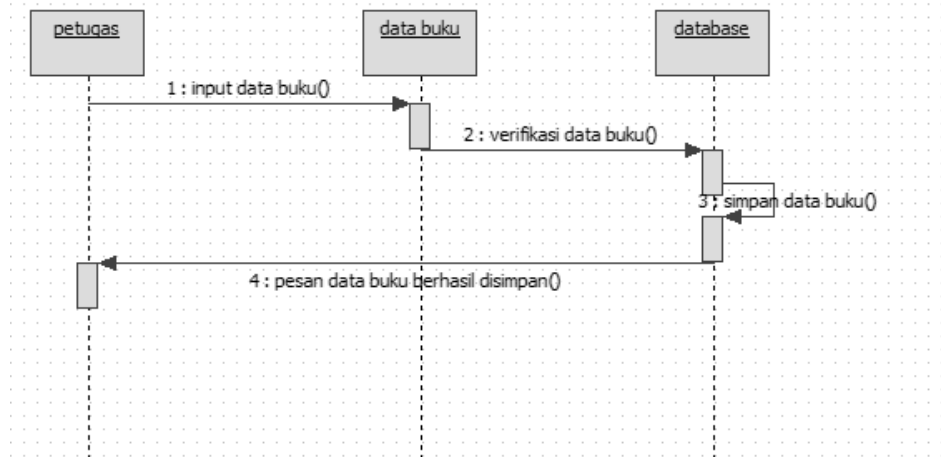 petugas
data buku
database
1 : input data buku()
2 : verifikasi data buku()
3 : simpan data buku()
4 : pesan data buku berhasil disimpan()